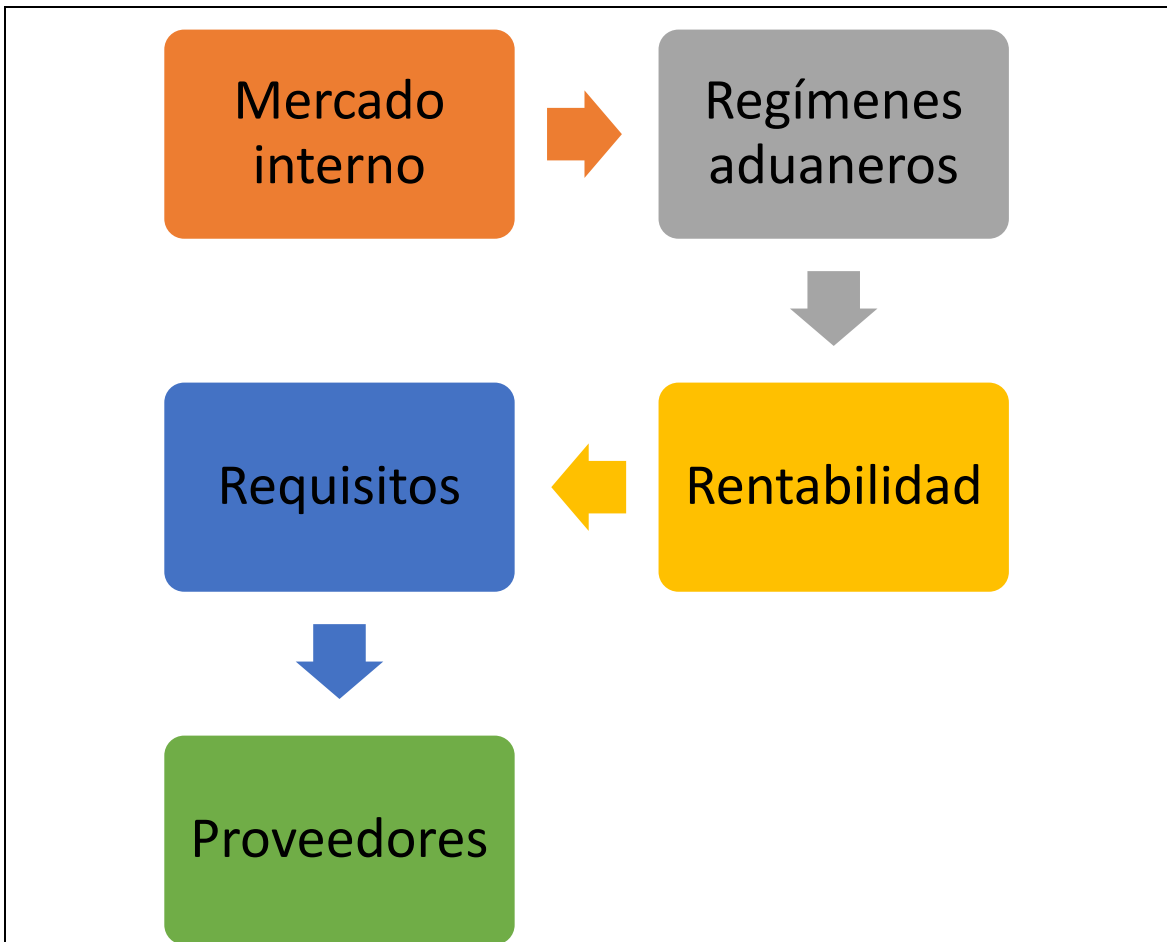 Mercado
interno
Regímenes
aduaneros
Rentabilidad
Requisitos
Proveedores